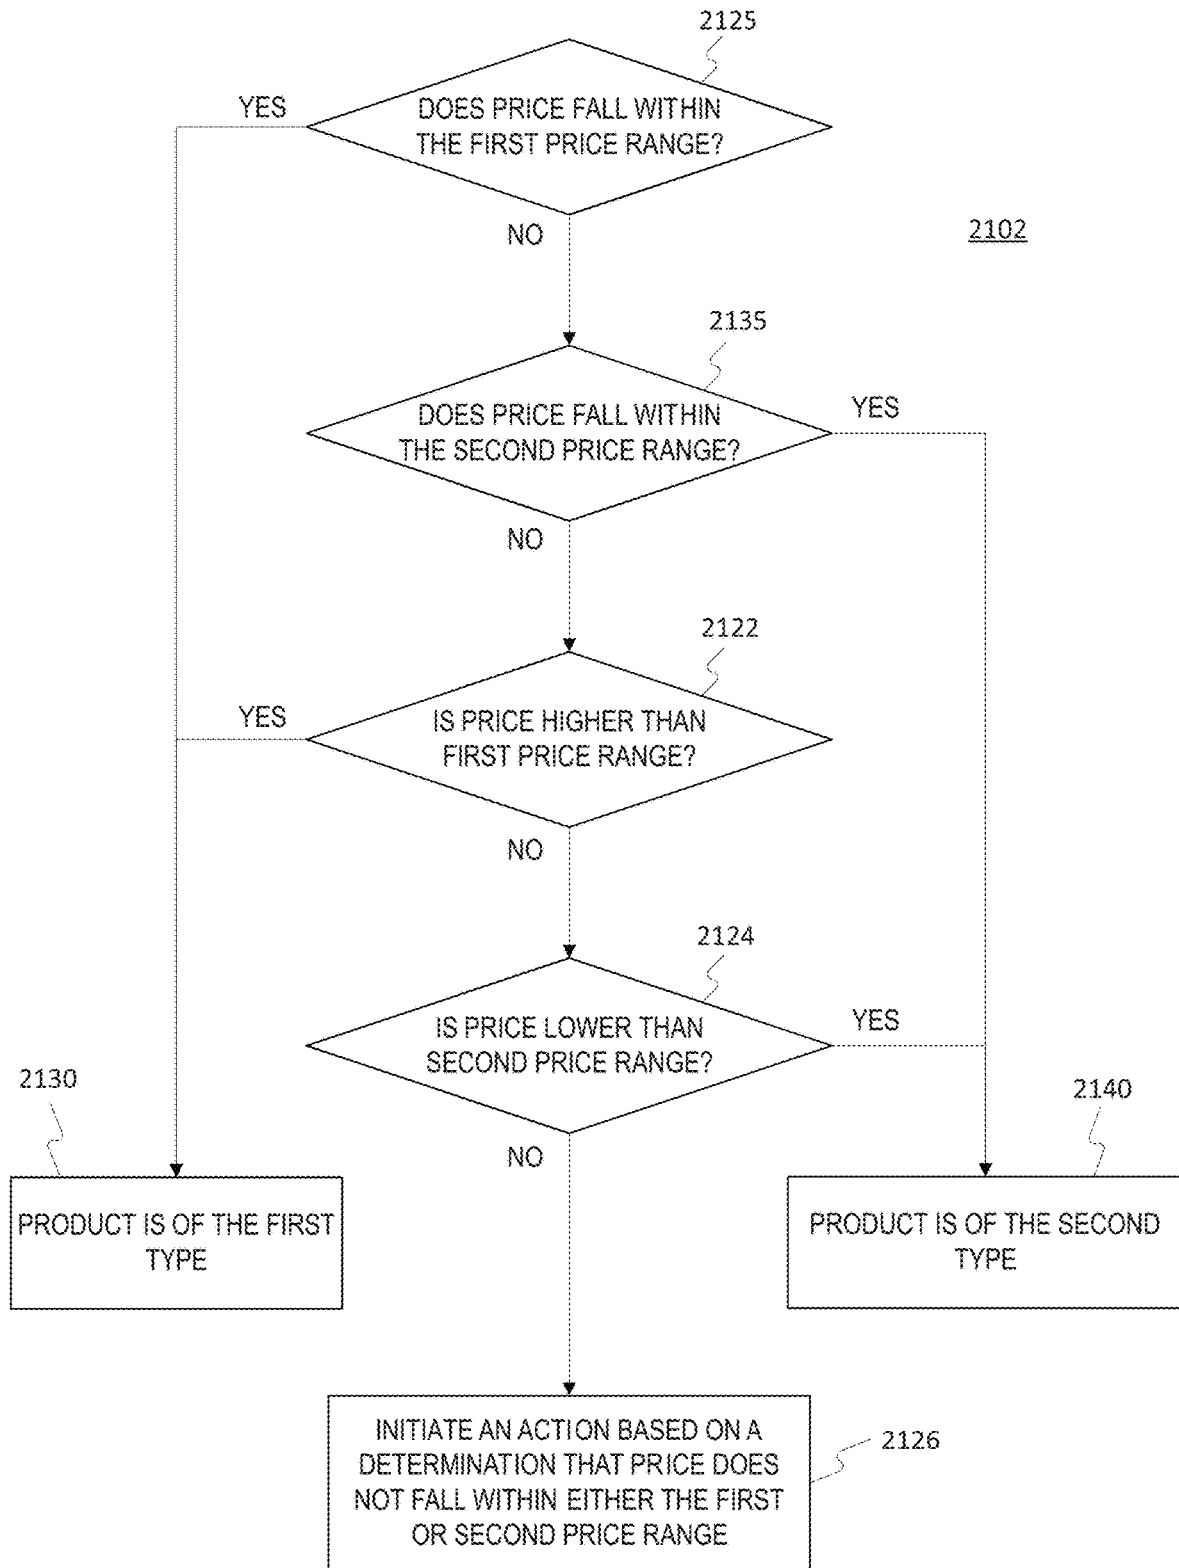 2125
YES
DOES PRICE FALL WITHIN
THE FIRST PRICE RANGE?
NO
2102
2135
DOES PRICE FALL WITHIN
THE SECOND PRICE RANGE?
YES
NO
2122
YES
IS PRICE HIGHER THAN
FIRST PRICE RANGE?
NO
2124
IS PRICE LOWER THAN
SECOND PRICE RANGE?
YES
2130
NO
2140
PRODUCT IS OF THE FIRST
TYPE
PRODUCT IS OF THE SECOND
TYPE
INITIATE AN ACTION BASED ON A
DETERMINATION THAT PRICE DOES
NOT FALL WITHIN EITHER THE FIRST
OR SECOND PRICE RANGE
2126